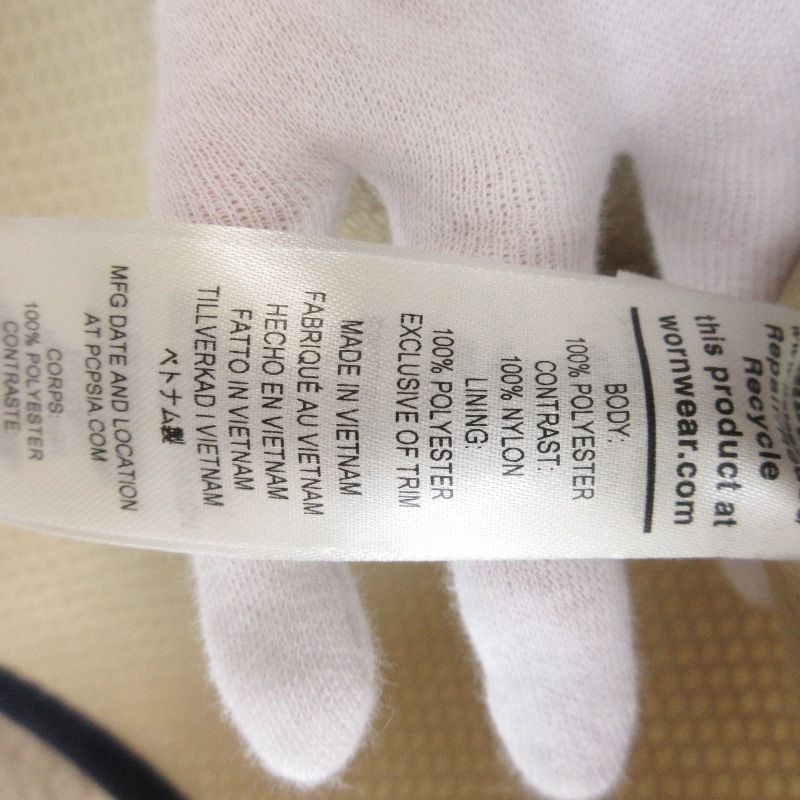 Recycle
this product at
wornwear.com
BODY:
100% POLYESTER
CONTRAST:
100% NYLON
LINING:
100% POLYESTER
EXCLUSIVE OF TRIM
MADE IN VIETNAM
FABRIQUÉ AU VIETNAM
HECHO EN VIETNAM
FATTO IN VIETNAM
TILLVERKAD I VIETNAM
ベトナム製
MFG DATE AND LOCATION
AT PCPSIA.COM
CORPS:
100% POLYESTER
CONTRASTE: